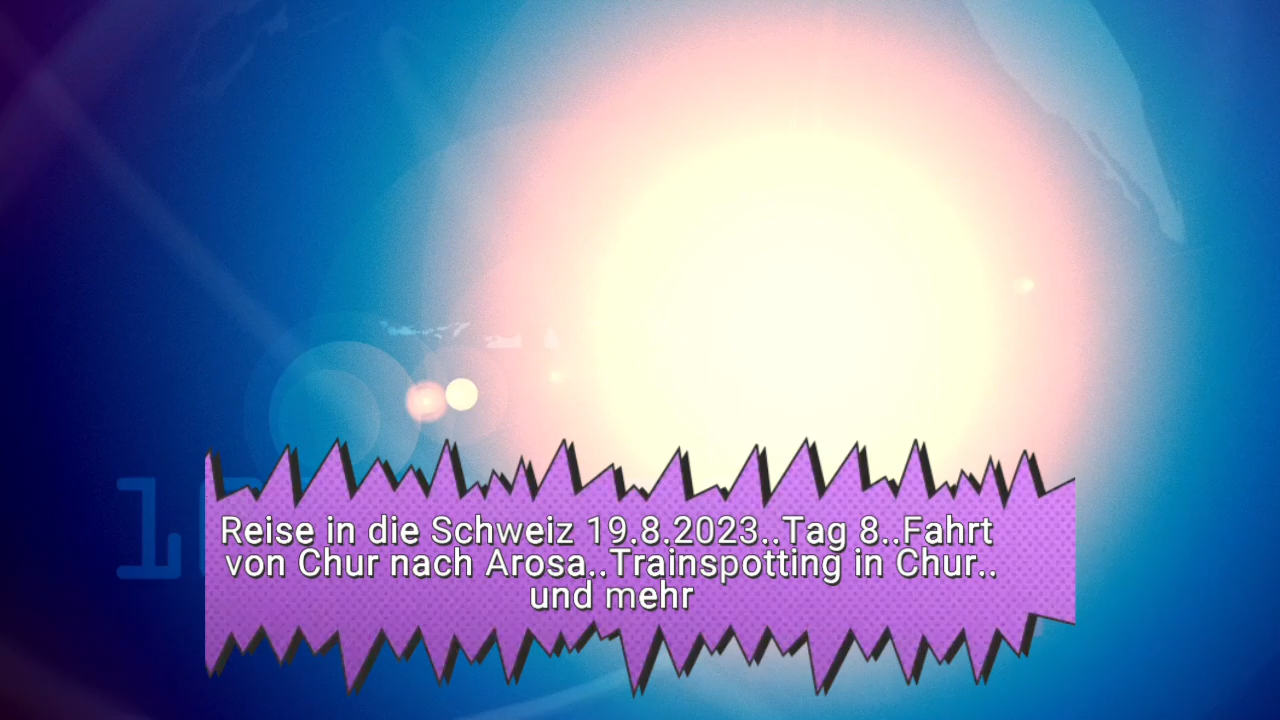 Reise in die Schweiz 19.8.2023..Tag 8..Fahrt
von Chur nach Arosa..Trainspotting in Chur..
und mehr